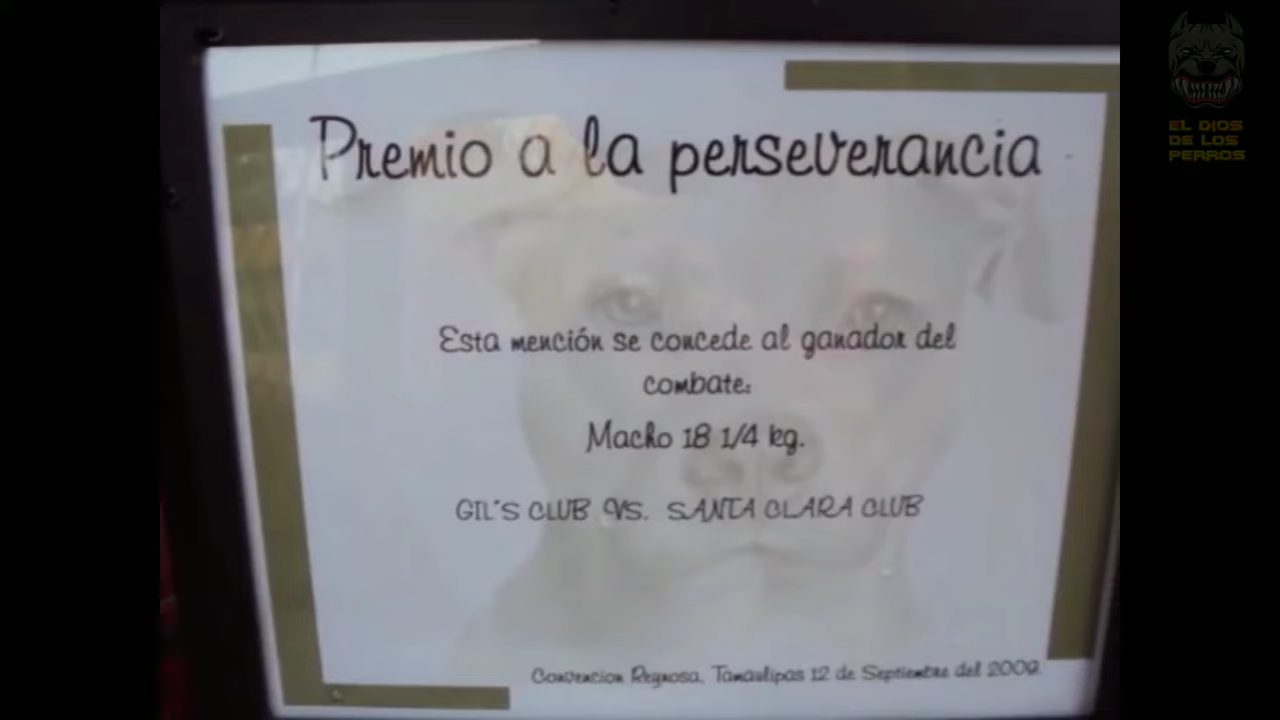 Premio a la perseverancia
Esta mención se concede al ganador del
combate:
Macho 18 1/4 kg.
GIL'S CLUB VS. SANTA CLARA CLUB
Convencion Reynosa, Tamaulipas 12 de Septiembre del 2009.
EL DIOS
DE LOS
PERROS